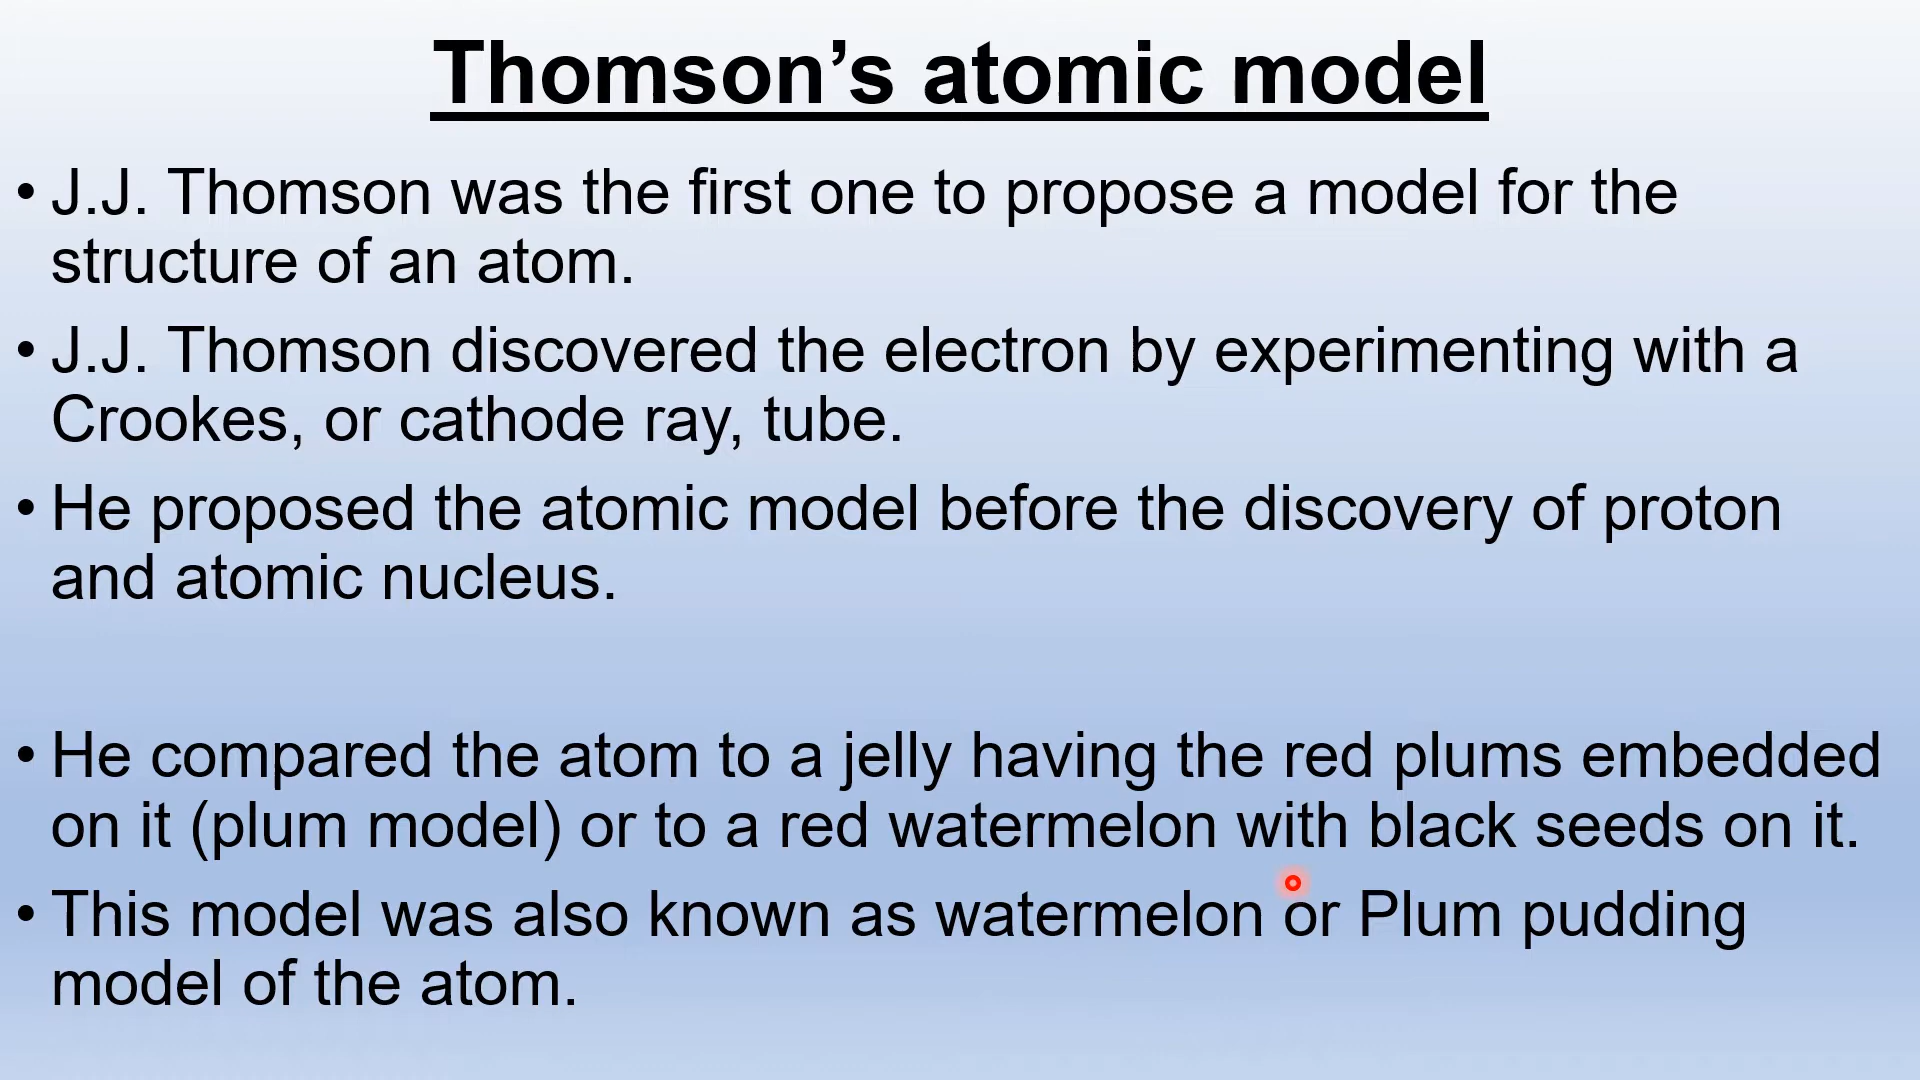 Thomson’s atomic model
• J.J. Thomson was the first one to propose a model for the
structure of an atom.
• J.J. Thomson discovered the electron by experimenting with a
Crookes, or cathode ray, tube.
• He proposed the atomic model before the discovery of proton
and atomic nucleus.
• He compared the atom to a jelly having the red plums embedded
on it (plum model) or to a red watermelon with black seeds on it.
• This model was also known as watermelon or Plum pudding
model of the atom.